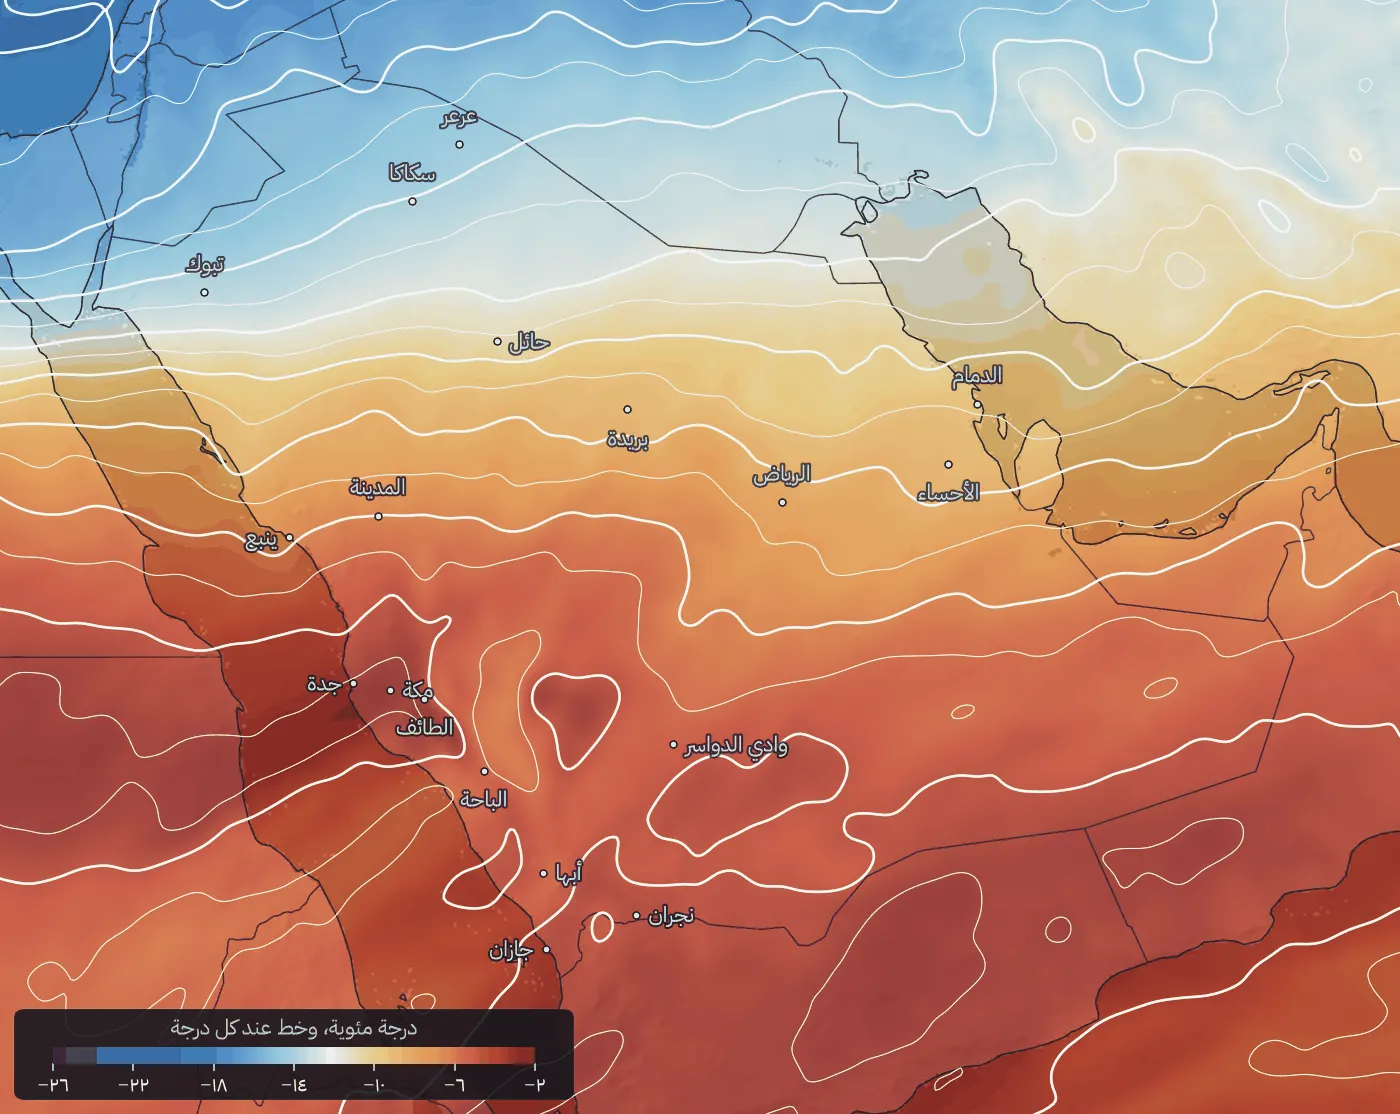 عرعر
سكاكا
تبوك
حائل
الدمام
بريدة
الرياض
المدينة
الأحساء
ينبع
جدة
مكة
الطائف
وادي الدواسر
الباحة
أبها
نجران
جازان
درجة مئوية، وخط عند كل درجة
−٢٦ −٢٢ −١٨ −١٤ −١٠ −٦ −٢